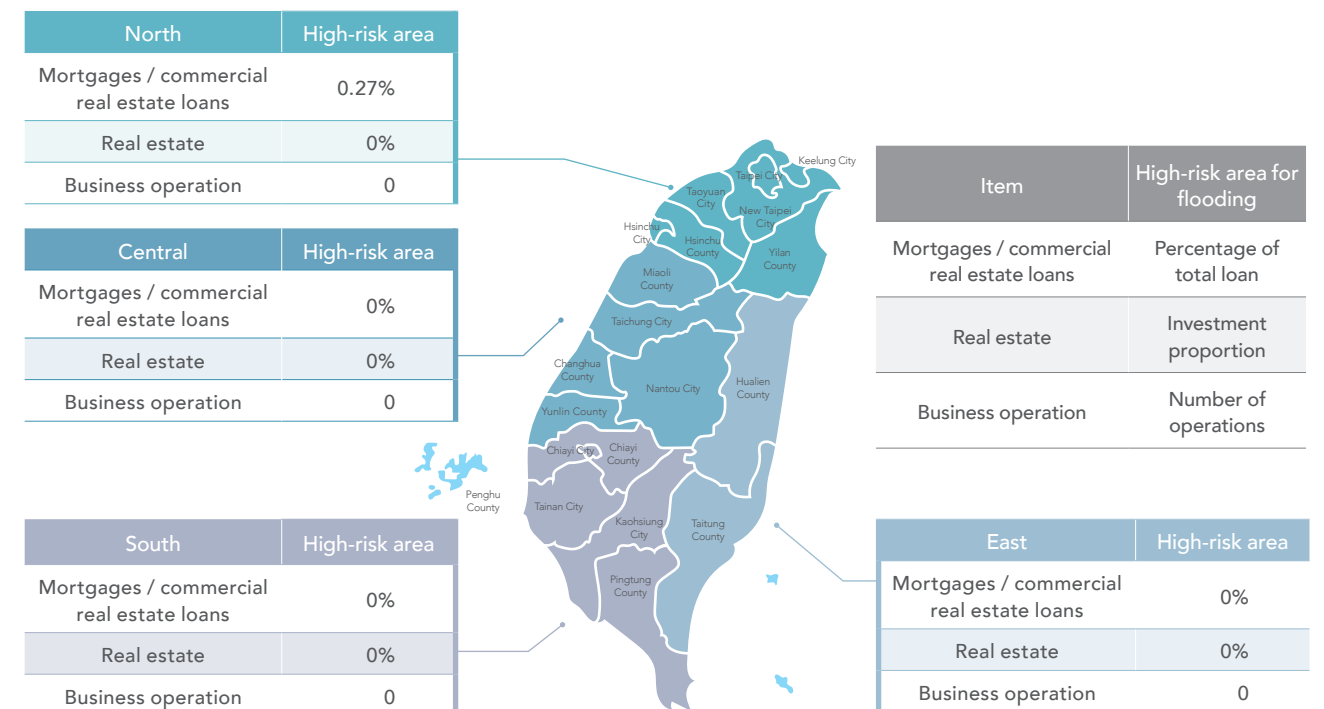 North High-risk area
Mortgages / commercial
real estate loans
0.27%
Real estate 0%
Business operation 0
Central High-risk area
Mortgages / commercial
real estate loans
0%
Real estate 0%
Business operation 0
South High-risk area
Mortgages / commercial
real estate loans
0%
Real estate 0%
Business operation 0
Keelung City
Taipei City
Taoyuan
City
New Taipei
City
Hsinchu
City
Hsinchu
County
Yilan
County
Miaoli
County
Taichung City
Changhua
County
Nantou City
Hualien
County
Yunlin County
Chiayi City
Chiayi
County
Penghu
County
Tainan City
Kaohsiung
City
Taitung
County
Pingtung
County
Item
High-risk area for
flooding
Mortgages / commercial
real estate loans
Percentage of
total loan
Real estate
Investment
proportion
Business operation
Number of
operations
East High-risk area
Mortgages / commercial
real estate loans
0%
Real estate 0%
Business operation 0